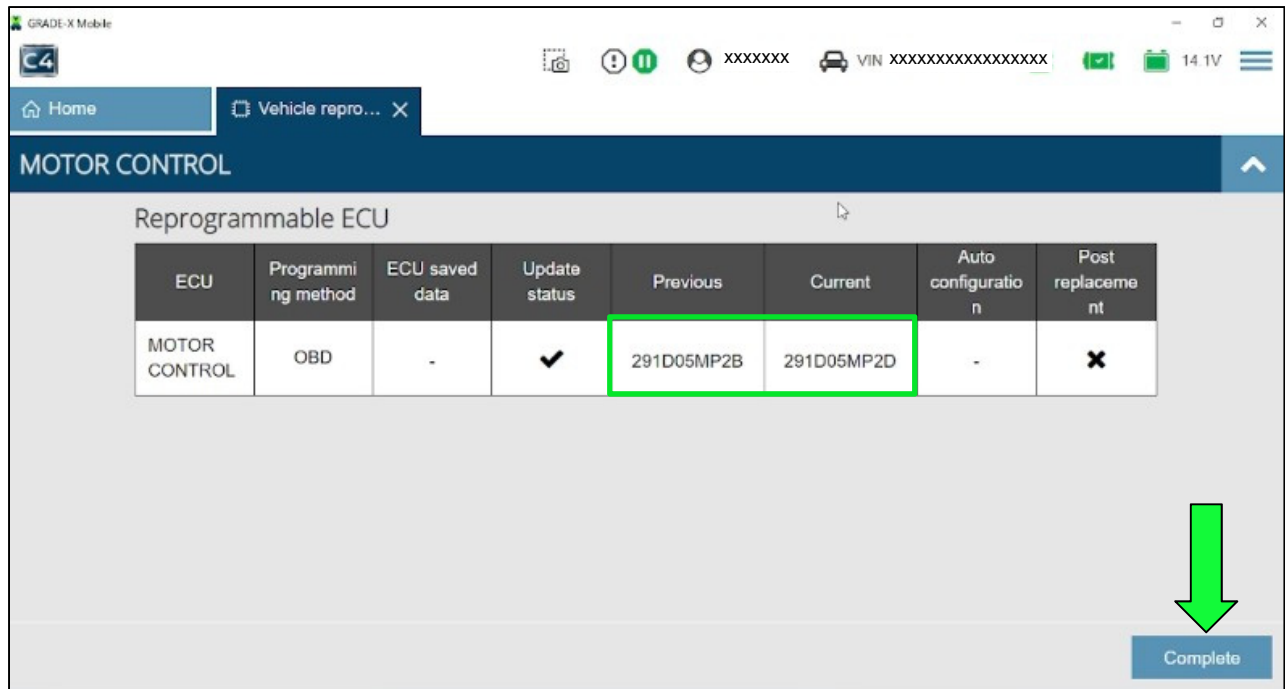 GRADE-X Mobile
C4
XXXXXXX
VIN XXXXXXXXXXXXXXXXX
14.1V
Home
Vehicle repro...
MOTOR CONTROL
Reprogrammable ECU
ECU
Programmi
ng method
ECU saved
data
Update
status
Previous
Current
Auto
configuratio
n
Post
replaceme
nt
MOTOR
CONTROL
OBD
-
291D05MP2B
291D05MP2D
-
Complete